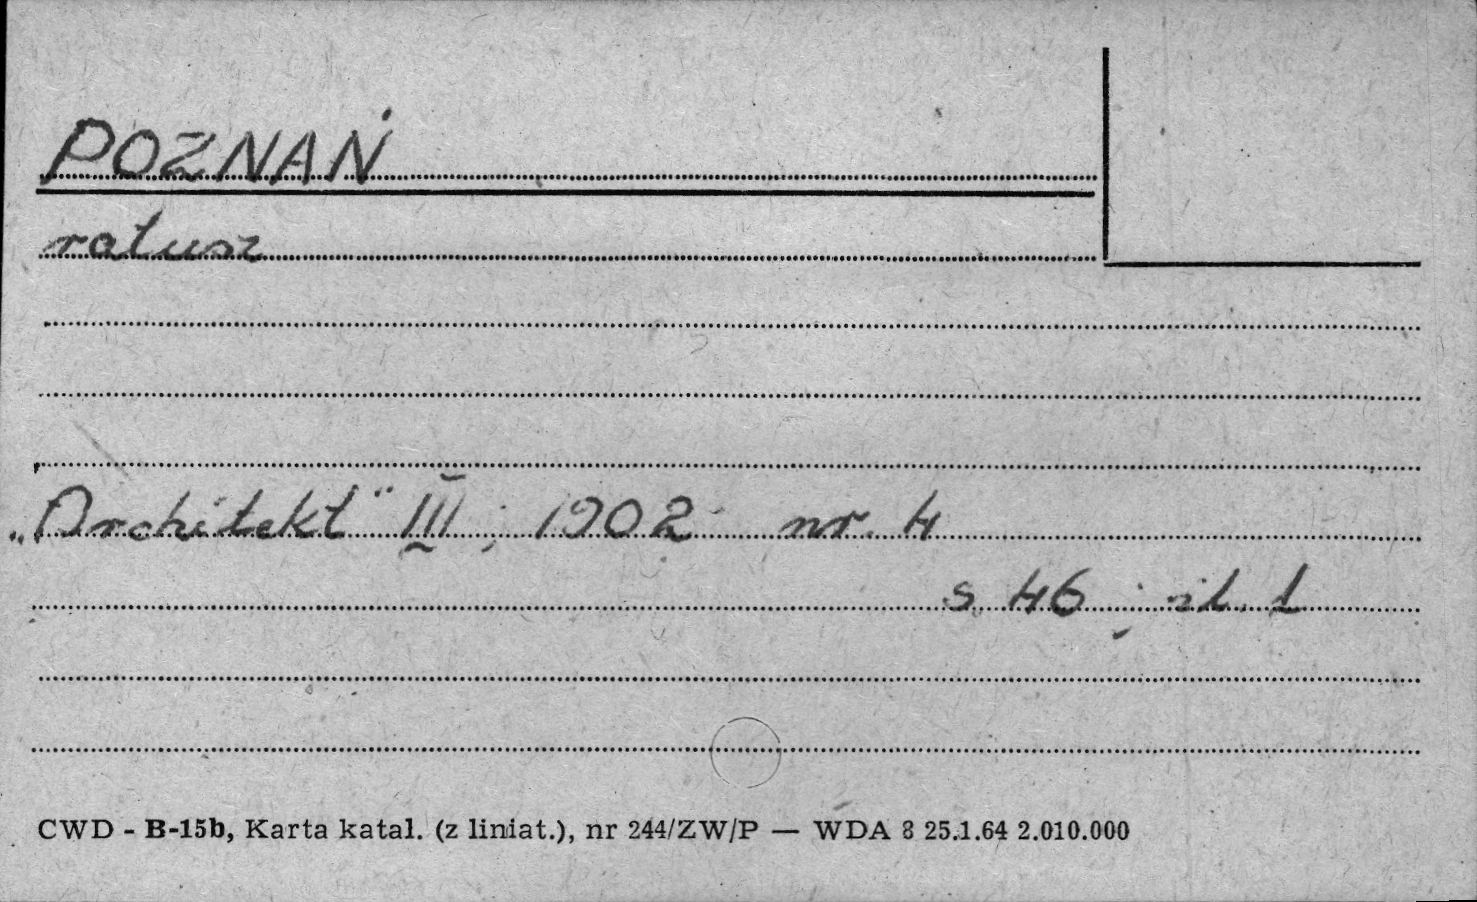 POZNAŃ
ratusz
„Architekt" III, 1902 nr. 4
s. 46; il. 1
CWD - B-15b, Karta katal. (z liniat.), nr 244/ZW/P — WDA 8 25.1.64 2.010.000